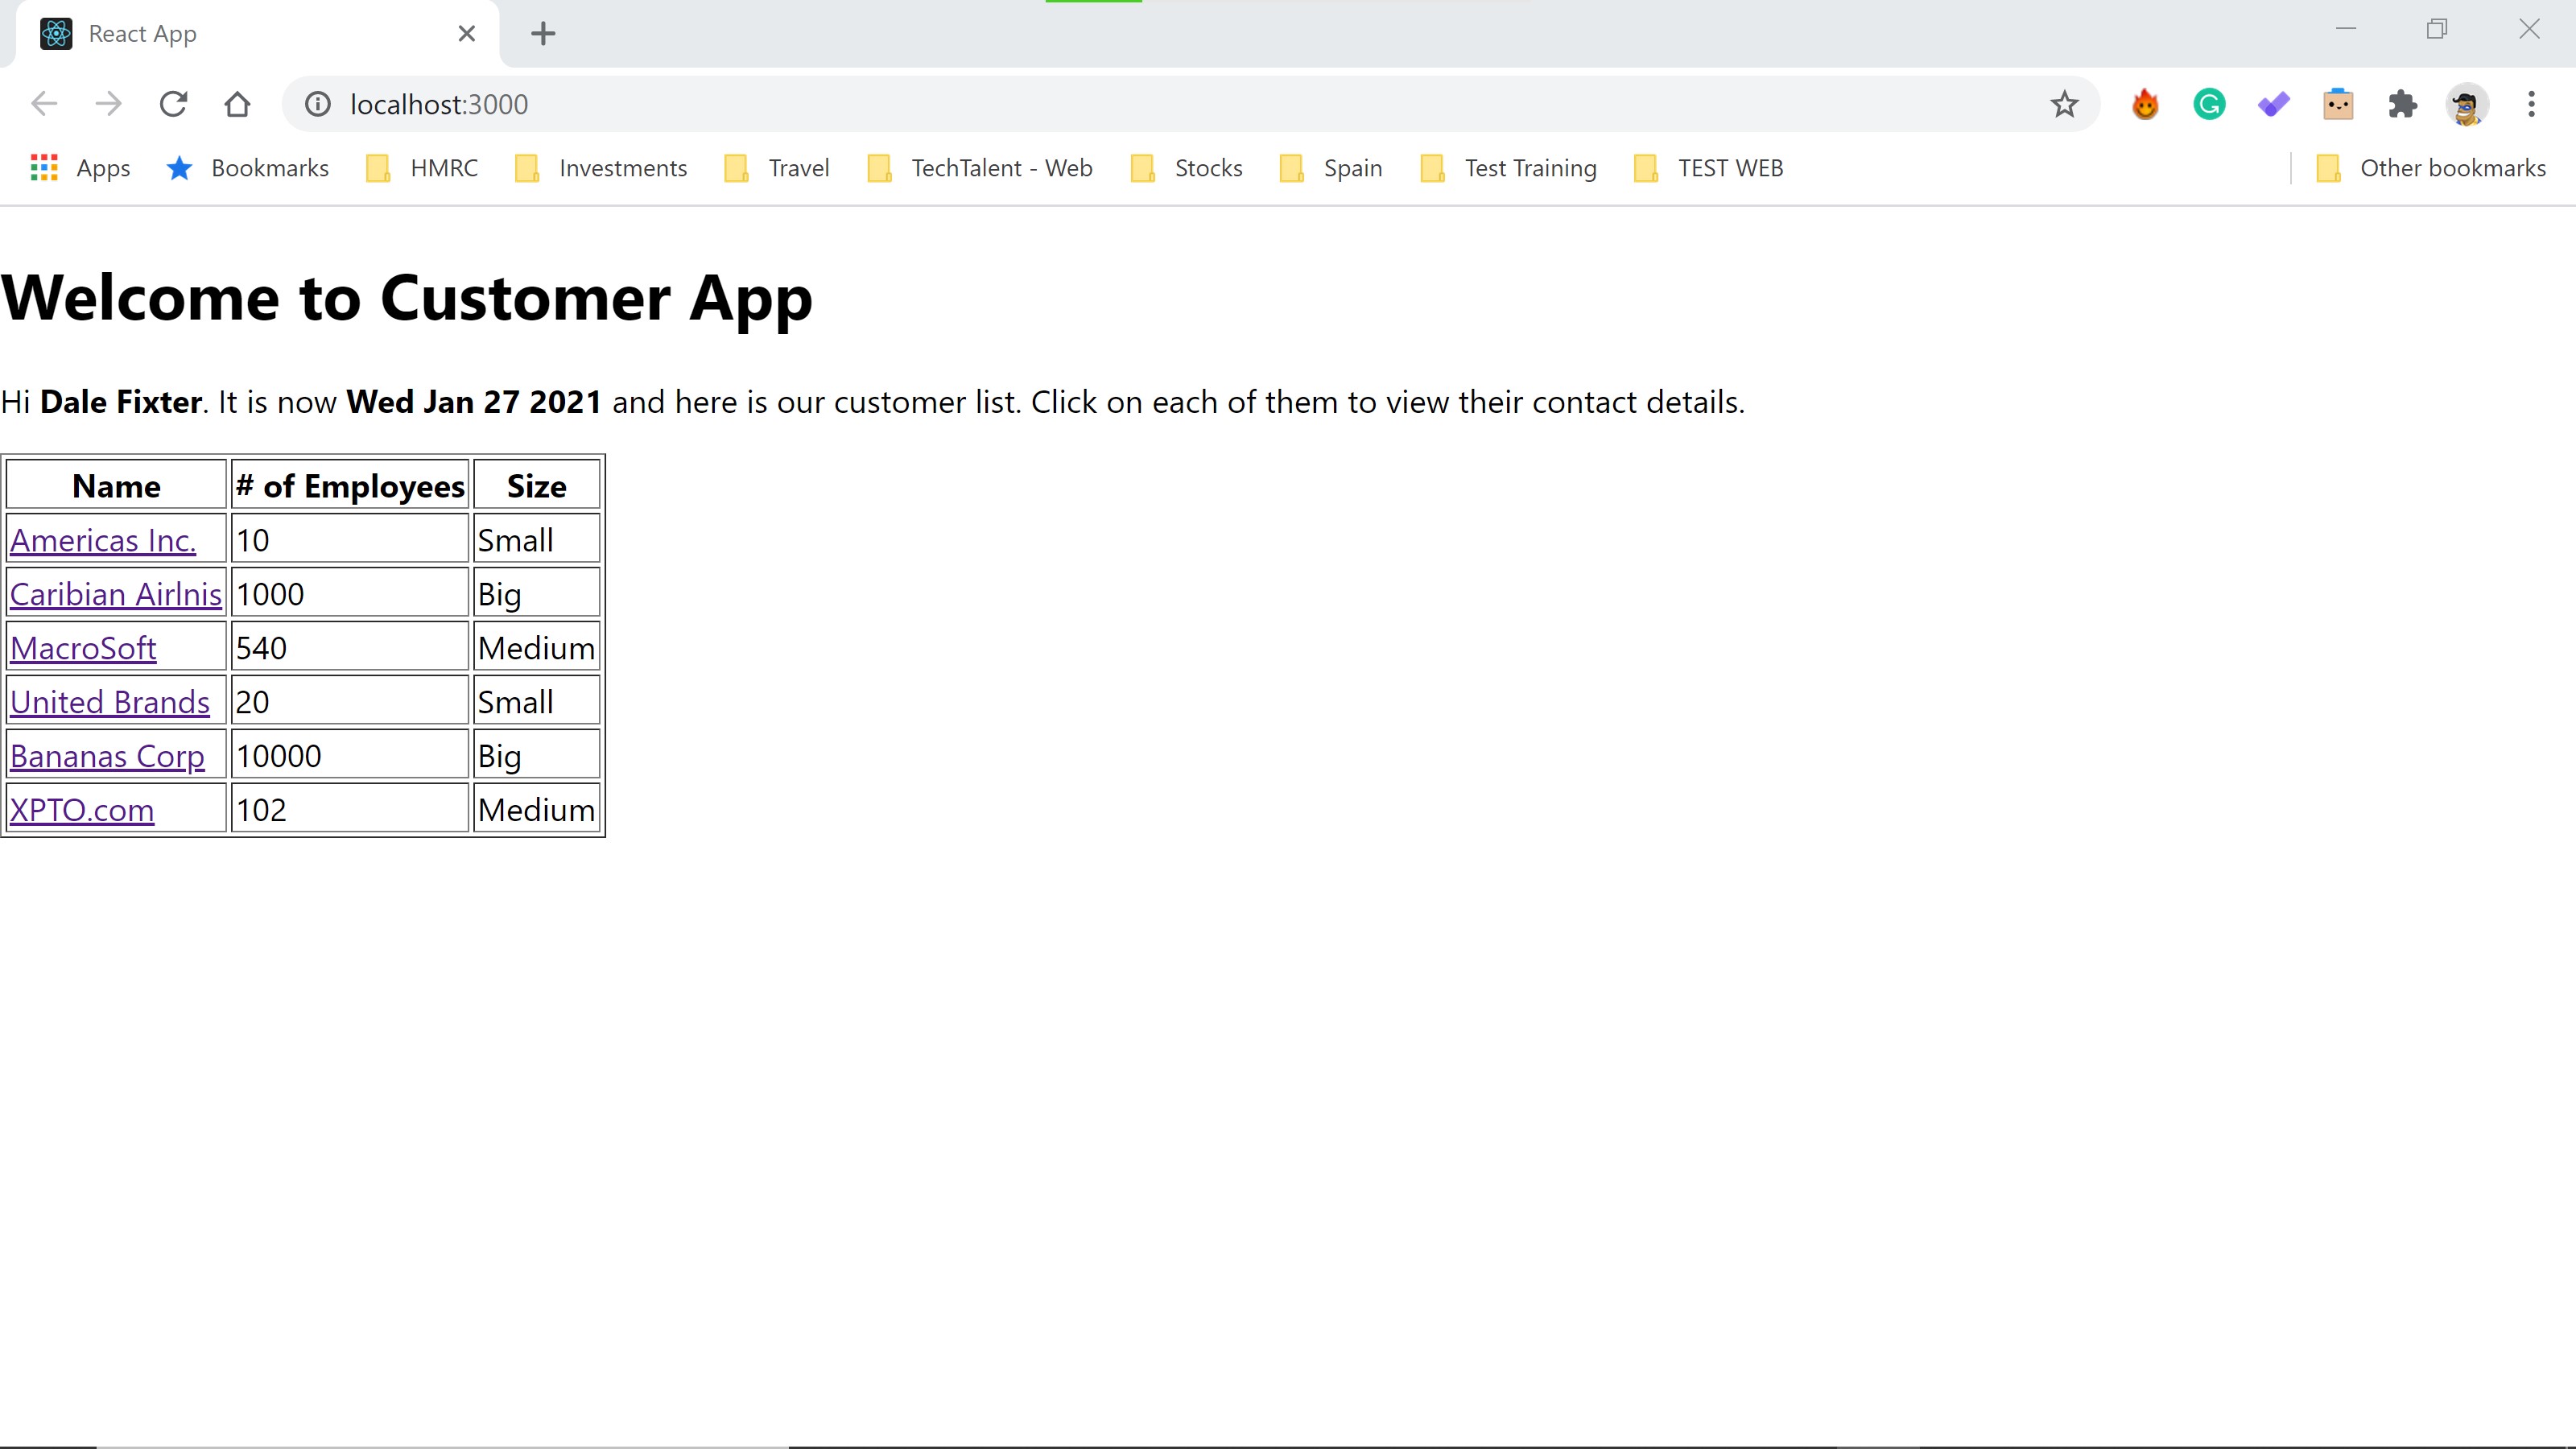 React App
localhost:3000
Apps Bookmarks HMRC Investments Travel TechTalent - Web Stocks Spain Test Training TEST WEB Other bookmarks
Welcome to Customer App
Hi Dale Fixter. It is now Wed Jan 27 2021 and here is our customer list. Click on each of them to view their contact details.
Name # of Employees Size
Americas Inc. 10 Small
Caribian Airlnis 1000 Big
MacroSoft 540 Medium
United Brands 20 Small
Bananas Corp 10000 Big
XPTO.com 102 Medium